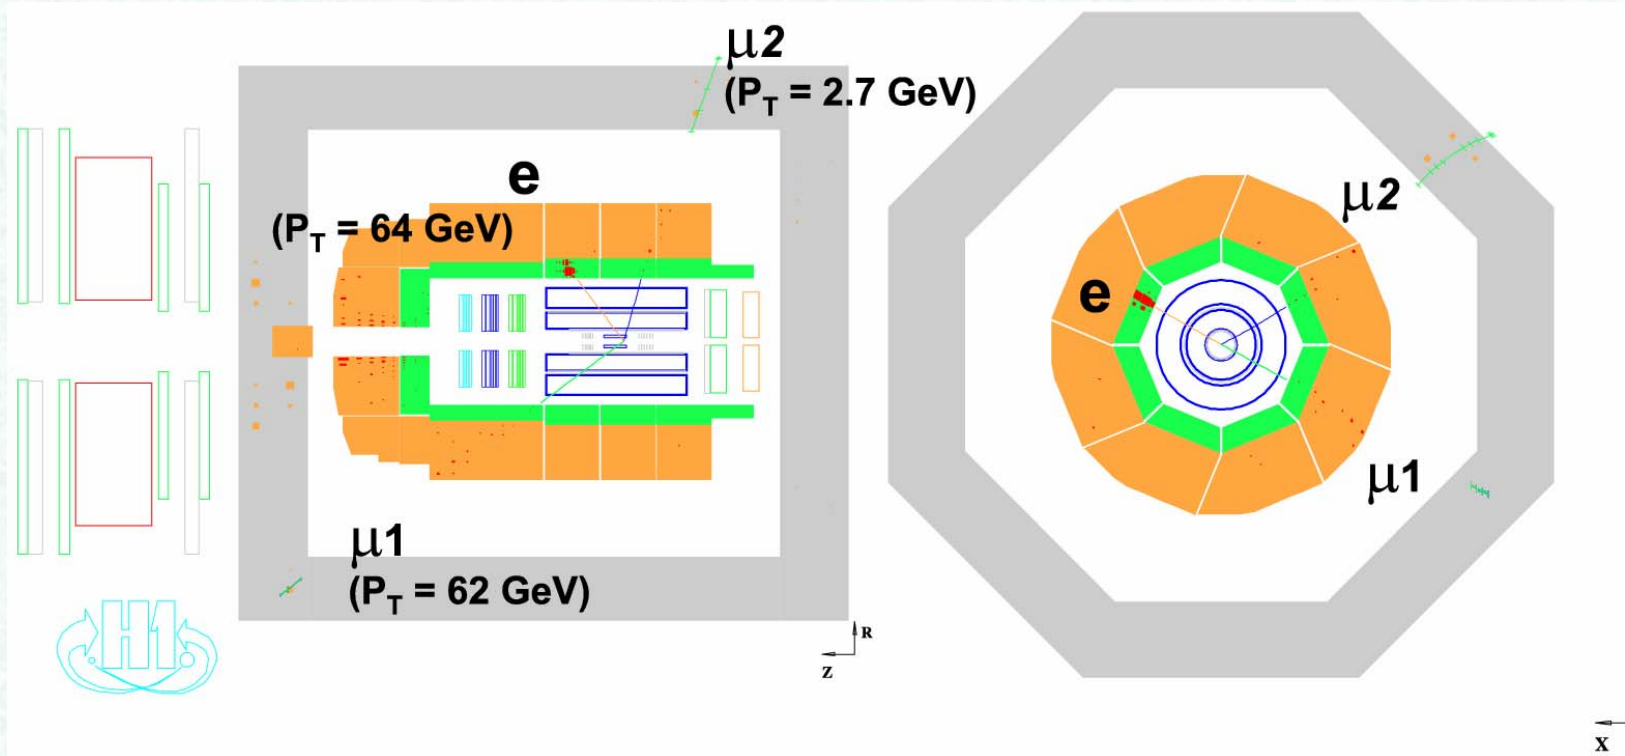 μ2
(P_T = 2.7 GeV)
e
(P_T = 64 GeV)
μ1
(P_T = 62 GeV)
H1
R
Z
μ2
e
μ1
X